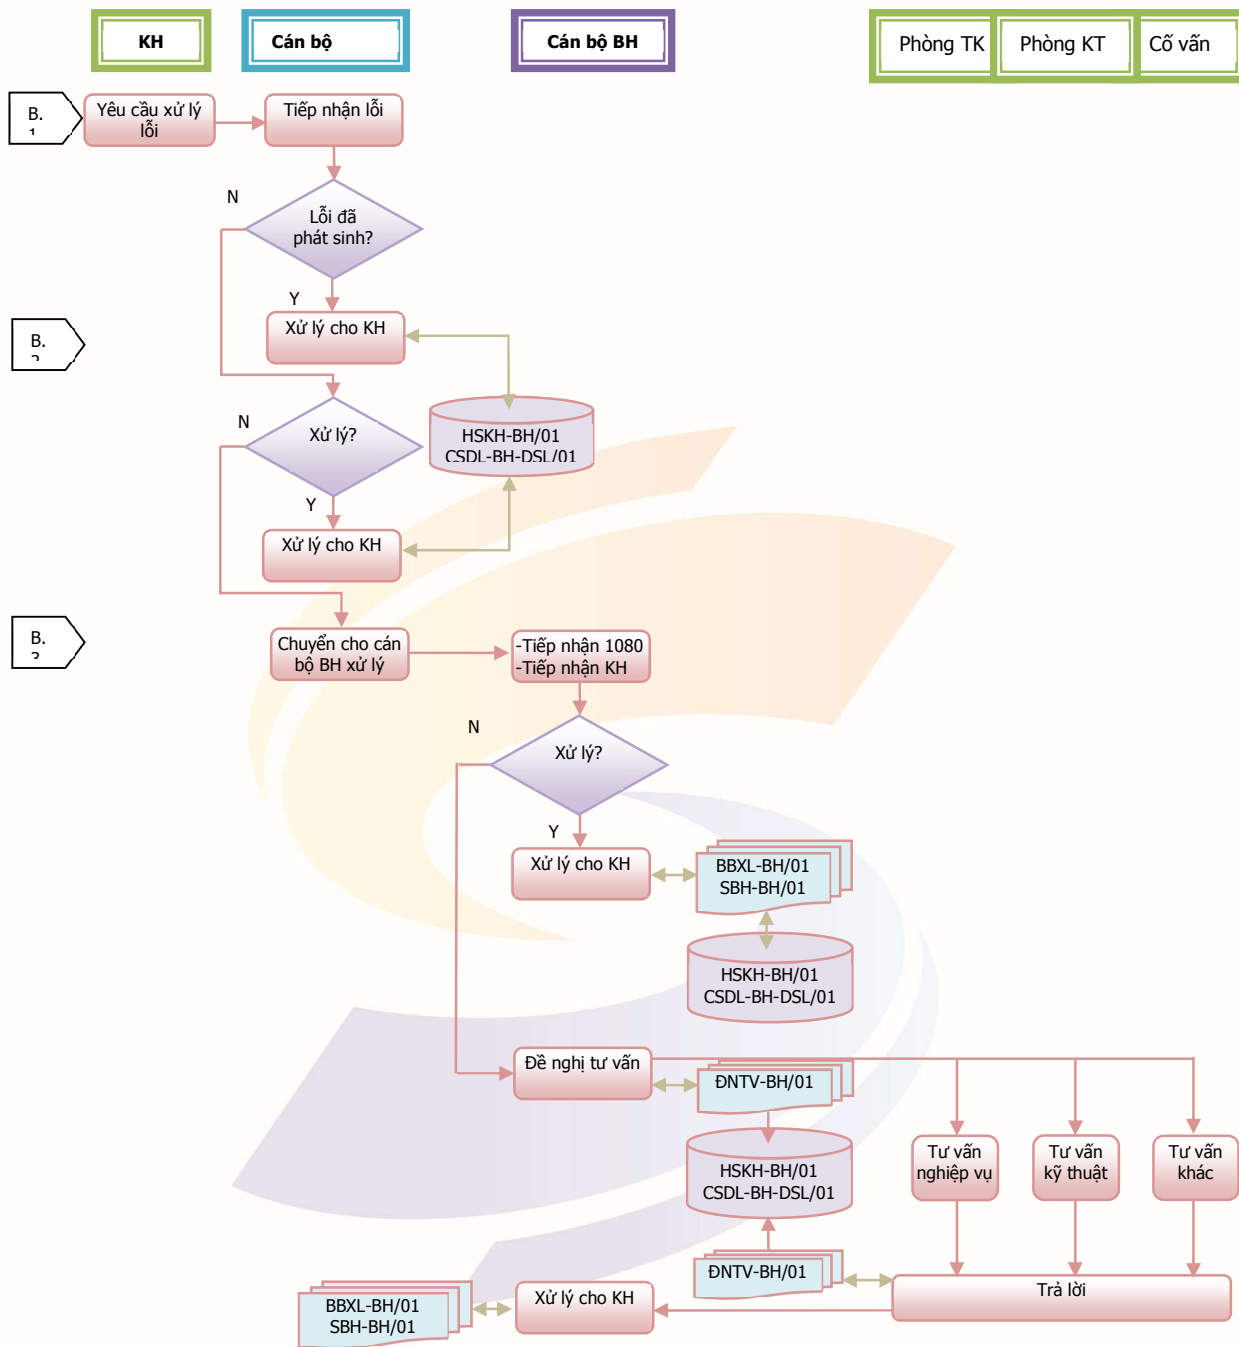 KH
Cán bộ
Cán bộ BH
Phòng TK
Phòng KT
Cố vấn
B.
Yêu cầu xử lý
lỗi
Tiếp nhận lỗi
N
Lỗi đã
phát sinh?
Y
B.
Xử lý cho KH
N
Xử lý?
HSKH-BH/01
CSDL-BH-DSL/01
Y
Xử lý cho KH
B.
Chuyển cho cán
bộ BH xử lý
-Tiếp nhận 1080
-Tiếp nhận KH
N
Xử lý?
Y
Xử lý cho KH
BBXL-BH/01
SBH-BH/01
HSKH-BH/01
CSDL-BH-DSL/01
Đề nghị tư vấn
ĐNTV-BH/01
HSKH-BH/01
CSDL-BH-DSL/01
Tư vấn
nghiệp vụ
Tư vấn
kỹ thuật
Tư vấn
khác
ĐNTV-BH/01
Trả lời
Xử lý cho KH
BBXL-BH/01
SBH-BH/01